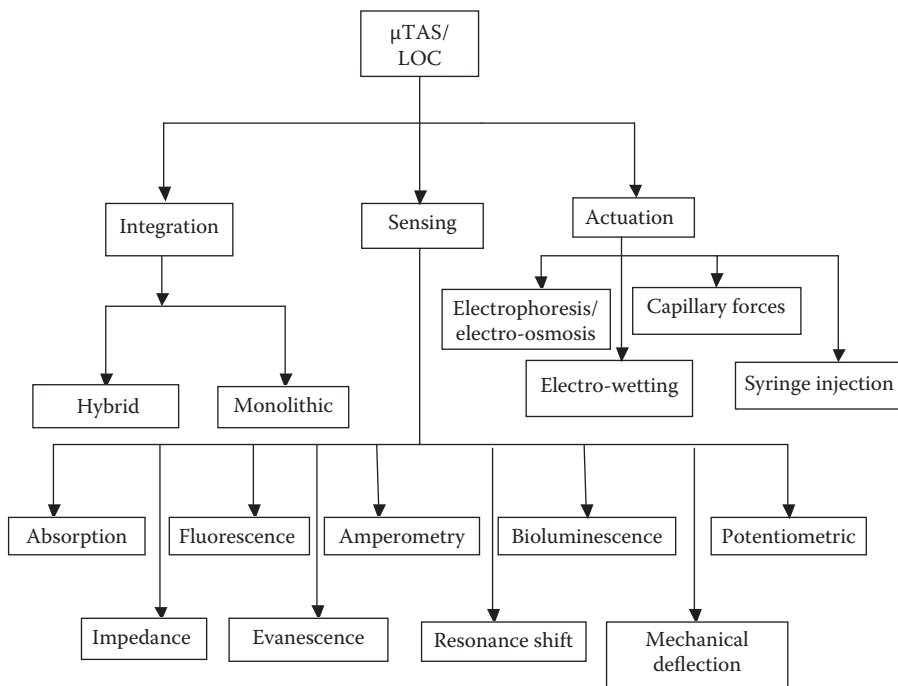 µTAS/
LOC
Integration
Sensing
Actuation
Electrophoresis/
electro-osmosis
Capillary forces
Electro-wetting
Syringe injection
Hybrid
Monolithic
Absorption
Fluorescence
Amperometry
Bioluminescence
Potentiometric
Impedance
Evanescence
Resonance shift
Mechanical
deflection